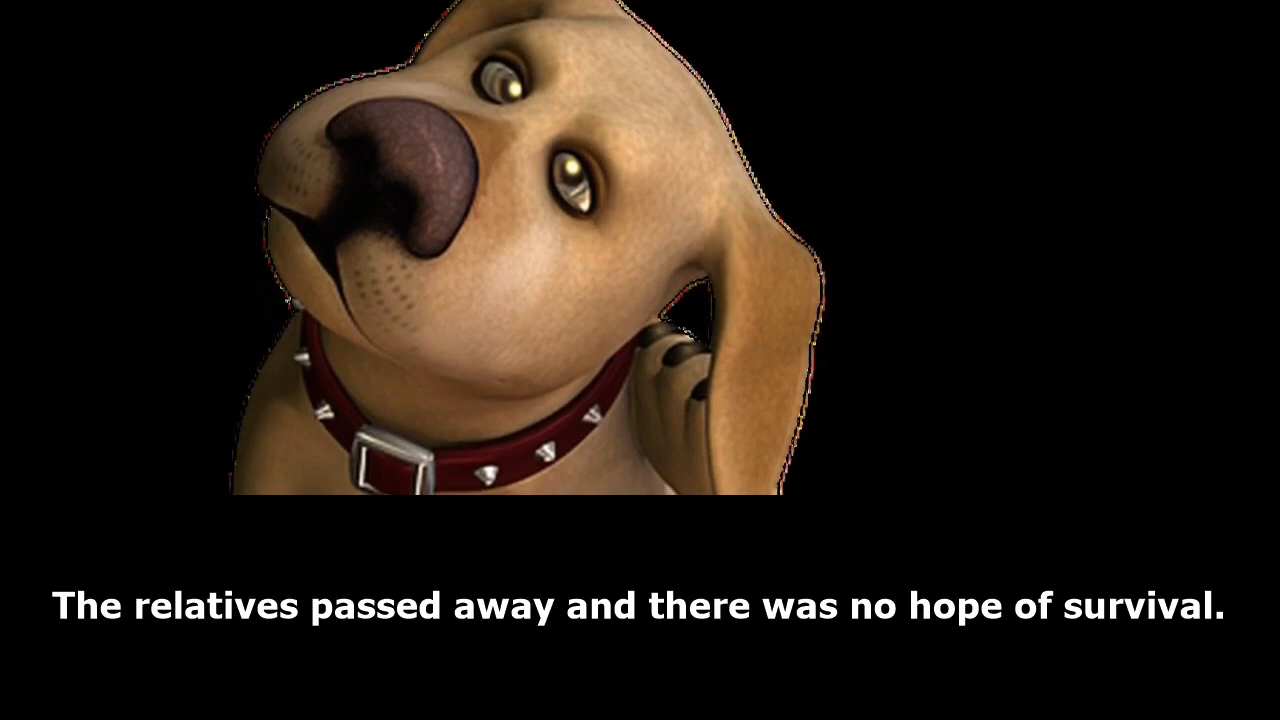 The relatives passed away and there was no hope of survival.